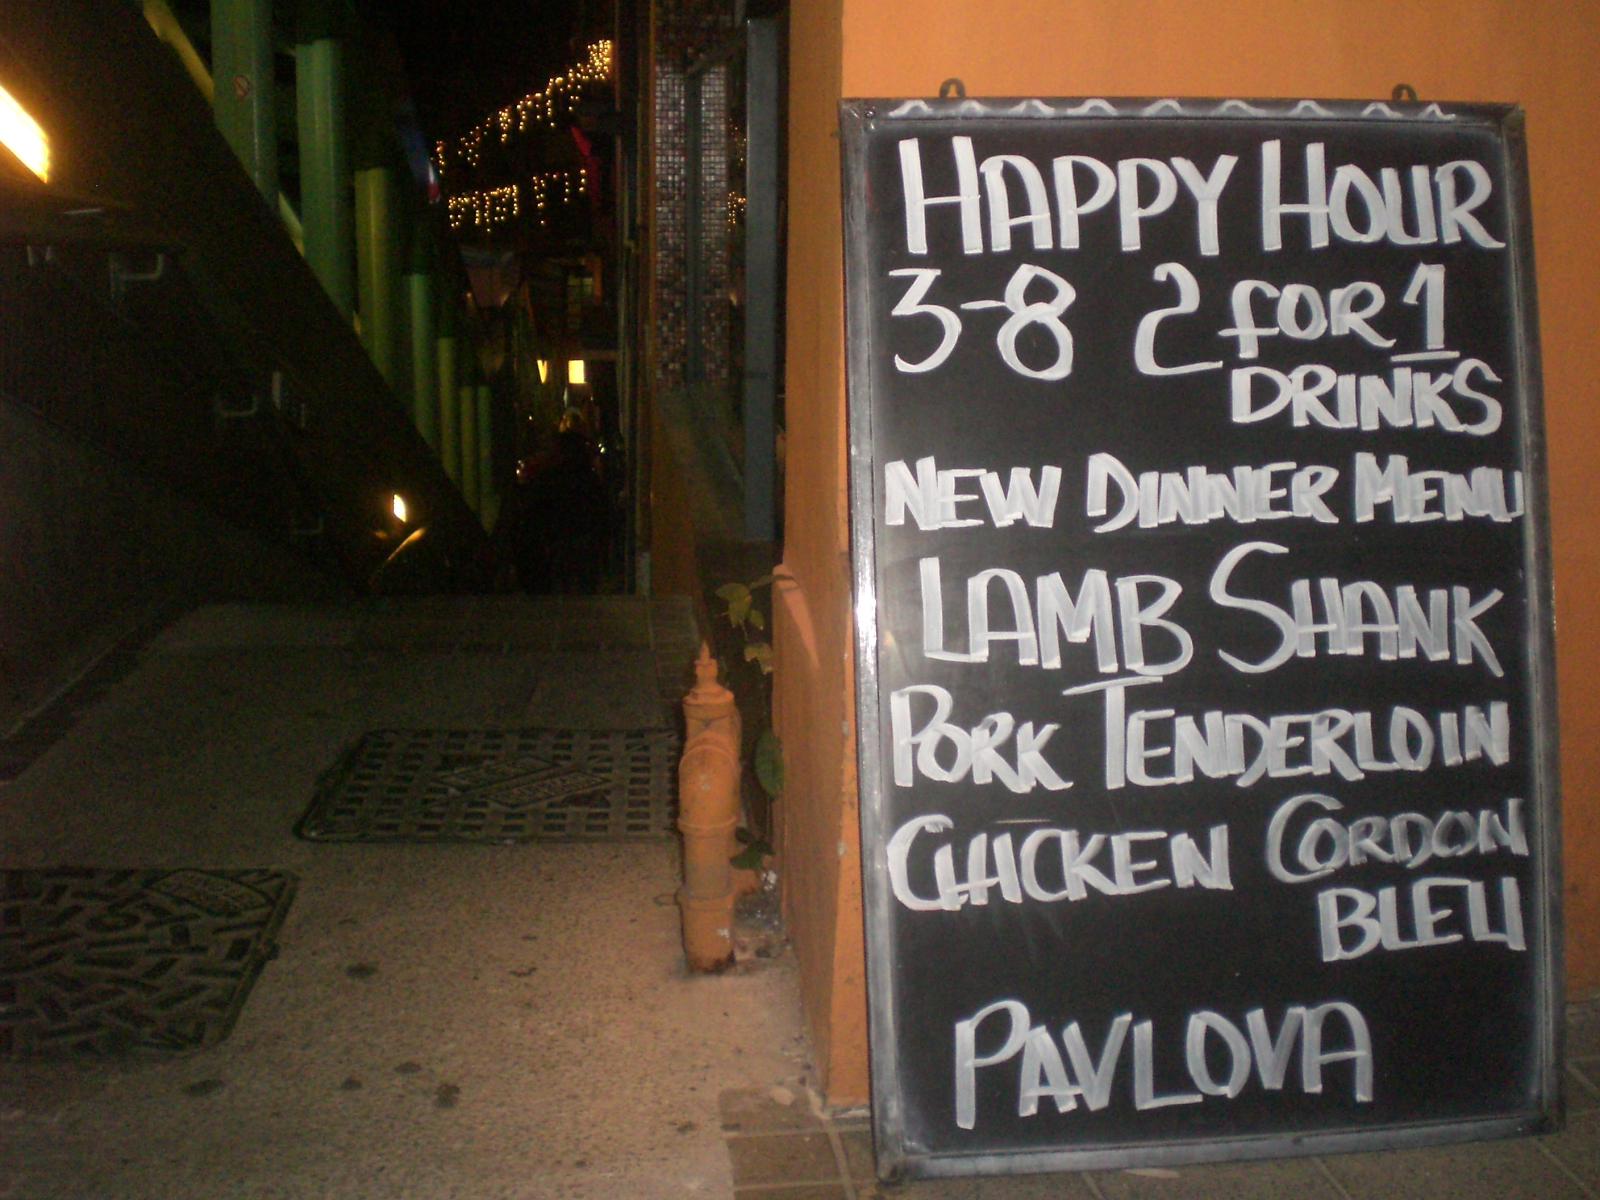 HAPPY HOUR
3-8 2 FOR 1
DRINKS
NEW DINNER MENU
LAMB SHANK
PORK TENDERLOIN
CHICKEN CORDON
BLEU
PAVLOVA